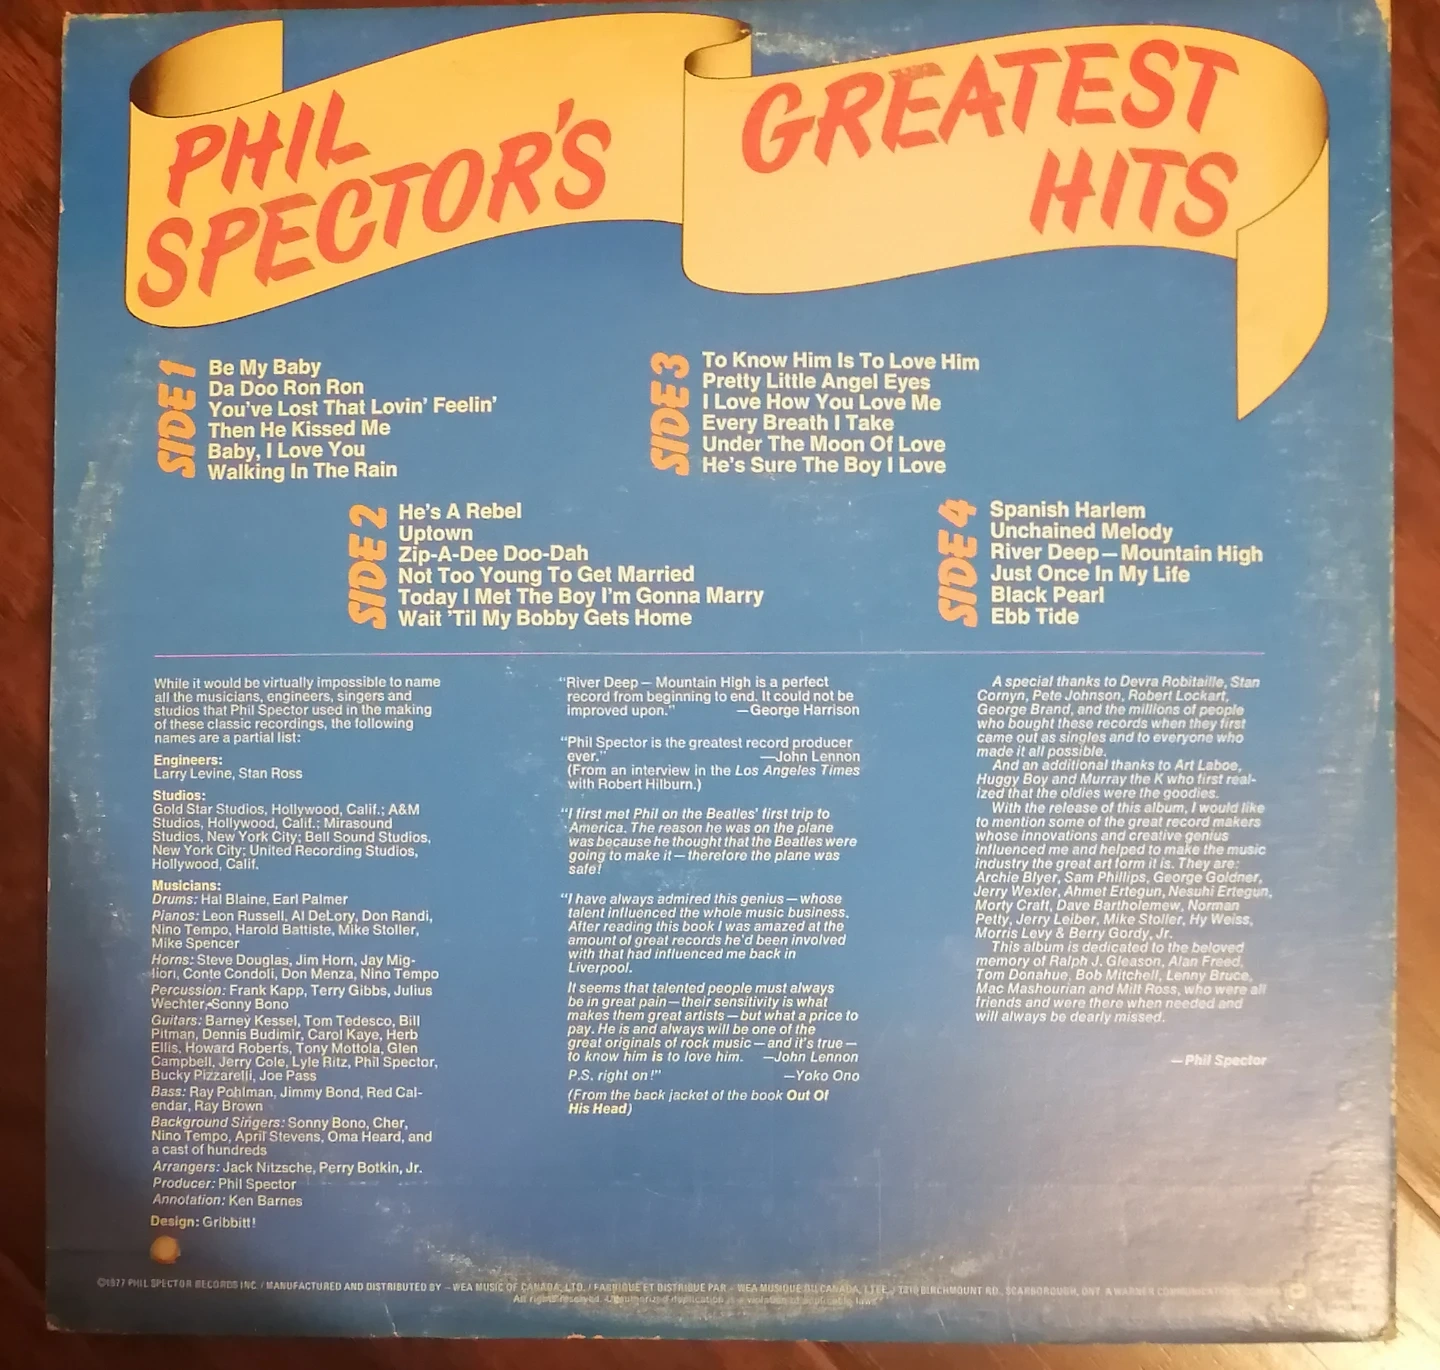 PHIL
SPECTOR'S
GREATEST
HITS
SIDE 1
Be My Baby
Da Doo Ron Ron
You've Lost That Lovin' Feelin'
Then He Kissed Me
Baby, I Love You
Walking In The Rain
SIDE 3
To Know Him Is To Love Him
Pretty Little Angel Eyes
I Love How You Love Me
Every Breath I Take
Under The Moon Of Love
He's Sure The Boy I Love
SIDE 2
He's A Rebel
Uptown
Zip-A-Dee Doo-Dah
Not Too Young To Get Married
Today I Met The Boy I'm Gonna Marry
Wait 'Til My Bobby Gets Home
SIDE 4
Spanish Harlem
Unchained Melody
River Deep — Mountain High
Just Once In My Life
Black Pearl
Ebb Tide
While it would be virtually impossible to name
all the musicians, engineers, singers and
studios that Phil Spector used in the making
of these classic recordings, the following
names are a partial list:
Engineers:
Larry Levine, Stan Ross
Studios:
Gold Star Studios, Hollywood, Calif.; A&M
Studios, Hollywood, Calif.; Mirasound
Studios, New York City; Bell Sound Studios,
New York City; United Recording Studios,
Hollywood, Calif.
Musicians:
Drums: Hal Blaine, Earl Palmer
Pianos: Leon Russell, Al DeLory, Don Randi,
Nino Tempo, Harold Battiste, Mike Stoller,
Mike Spencer
Horns: Steve Douglas, Jim Horn, Jay Mig-
liori, Conte Condoli, Don Menza, Nino Tempo
Percussion: Frank Kapp, Terry Gibbs, Julius
Wechter, Sonny Bono
Guitars: Barney Kessel, Tom Tedesco, Bill
Pitman, Dennis Budimir, Carol Kaye, Herb
Ellis, Howard Roberts, Tony Mottola, Glen
Campbell, Jerry Cole, Lyle Ritz, Phil Spector,
Bucky Pizzarelli, Joe Pass
Bass: Ray Pohlman, Jimmy Bond, Red Cal-
endar, Ray Brown
Background Singers: Sonny Bono, Cher,
Nino Tempo, April Stevens, Oma Heard, and
a cast of hundreds
Arrangers: Jack Nitzsche, Perry Botkin, Jr.
Producer: Phil Spector
Annotation: Ken Barnes
Design: Gribbitt!
"River Deep — Mountain High is a perfect
record from beginning to end. It could not be
improved upon." —George Harrison
"Phil Spector is the greatest record producer
ever." —John Lennon
(From an interview in the Los Angeles Times
with Robert Hilburn.)
"I first met Phil on the Beatles' first trip to
America. The reason he was on the plane
was because he thought that the Beatles were
going to make it — therefore the plane was
safe!
"I have always admired this genius — whose
talent influenced the whole music business.
After reading this book I was amazed at the
amount of great records he'd been involved
with that had influenced me back in
Liverpool.
It seems that talented people must always
be in great pain — their sensitivity is what
makes them great artists — but what a price to
pay. He is and always will be one of the
great originals of rock music — and it's true —
to know him is to love him. —John Lennon
P.S. right on!" —Yoko Ono
(From the back jacket of the book Out Of
His Head)
A special thanks to Devra Robitaille, Stan
Cornyn, Pete Johnson, Robert Lockart,
George Brand, and the millions of people
who bought these records when they first
came out as singles and to everyone who
made it all possible.
And an additional thanks to Art Laboe,
Huggy Boy and Murray the K who first real-
ized that the oldies were the goodies.
With the release of this album, I would like
to mention some of the great record makers
whose innovations and creative genius
influenced me and helped to make the music
industry the great art form it is. They are:
Archie Blyer, Sam Phillips, George Goldner,
Jerry Wexler, Ahmet Ertegun, Nesuhi Ertegun,
Morty Craft, Dave Bartholemew, Norman
Petty, Jerry Leiber, Mike Stoller, Hy Weiss,
Morris Levy & Berry Gordy, Jr.
This album is dedicated to the beloved
memory of Ralph J. Gleason, Alan Freed,
Tom Donahue, Bob Mitchell, Lenny Bruce,
Mac Mashourian and Milt Ross, who were all
friends and were there when needed and
will always be dearly missed.
—Phil Spector
©1977 PHIL SPECTOR RECORDS INC. / MANUFACTURED AND DISTRIBUTED BY – WEA MUSIC OF CANADA, LTD. / FABRIQUE ET DISTRIBUE PAR – WEA MUSIQUE DU CANADA, LTEE. / 1810 BIRCHMOUNT RD., SCARBOROUGH, ONT. A WARNER COMMUNICATIONS
All rights reserved. Unauthorized duplication is a violation of applicable laws.